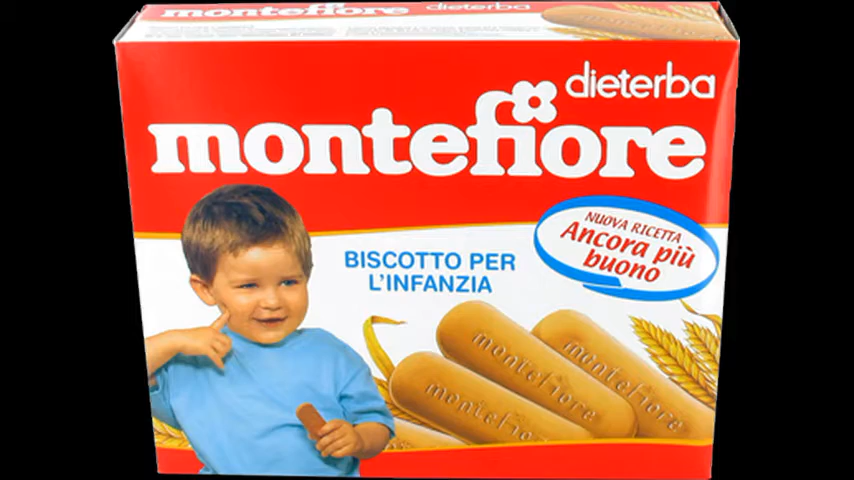 montefiore dieterba
dieterba
montefiore
NUOVA RICETTA
Ancora più
buono
BISCOTTO PER
L'INFANZIA
montefiore
montefiore
montefiore